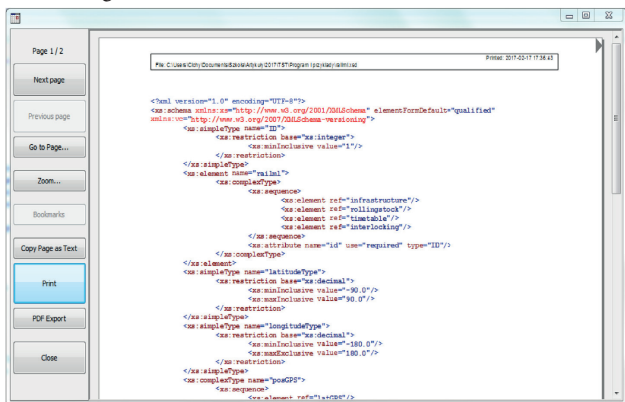 Page 1 / 2
Next page
Previous page
Go to Page...
Zoom...
Bookmarks
Copy Page as Text
Print
PDF Export
Close
Printed: 2017-02-17 17:36:43
<?xml version="1.0" encoding="UTF-8"?>
<xs:schema xmlns:xs="http://www.w3.org/2001/XMLSchema" elementFormDefault="qualified"
xmlns:vc="http://www.w3.org/2007/XMLSchema-versioning">
<xs:simpleType name="ID">
<xs:restriction base="xs:integer">
<xs:minInclusive value="1"/>
</xs:restriction>
</xs:simpleType>
<xs:element name="railml">
<xs:complexType>
<xs:sequence>
<xs:element ref="infrastructure"/>
<xs:element ref="rollingstock"/>
<xs:element ref="timetable"/>
<xs:element ref="interlocking"/>
</xs:sequence>
<xs:attribute name="id" use="required" type="ID"/>
</xs:complexType>
</xs:element>
<xs:simpleType name="latitudeType">
<xs:restriction base="xs:decimal">
<xs:minInclusive value="-90.0"/>
<xs:maxInclusive value="90.0"/>
</xs:restriction>
</xs:simpleType>
<xs:simpleType name="longitudeType">
<xs:restriction base="xs:decimal">
<xs:minInclusive value="-180.0"/>
<xs:maxExclusive value="180.0"/>
</xs:restriction>
</xs:simpleType>
<xs:complexType name="posGPS">
<xs:sequence>
<xs:element ref="latGPS"/>